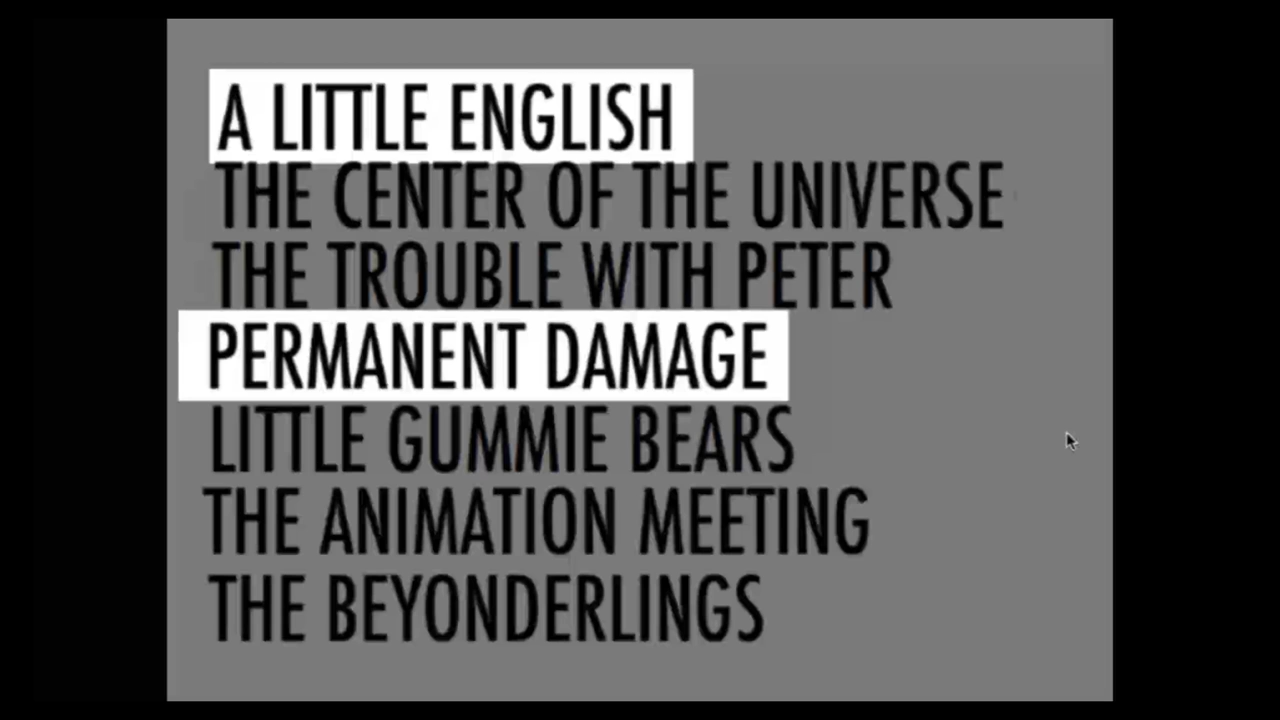 A LITTLE ENGLISH
THE CENTER OF THE UNIVERSE
THE TROUBLE WITH PETER
PERMANENT DAMAGE
LITTLE GUMMIE BEARS
THE ANIMATION MEETING
THE BEYONDERLINGS